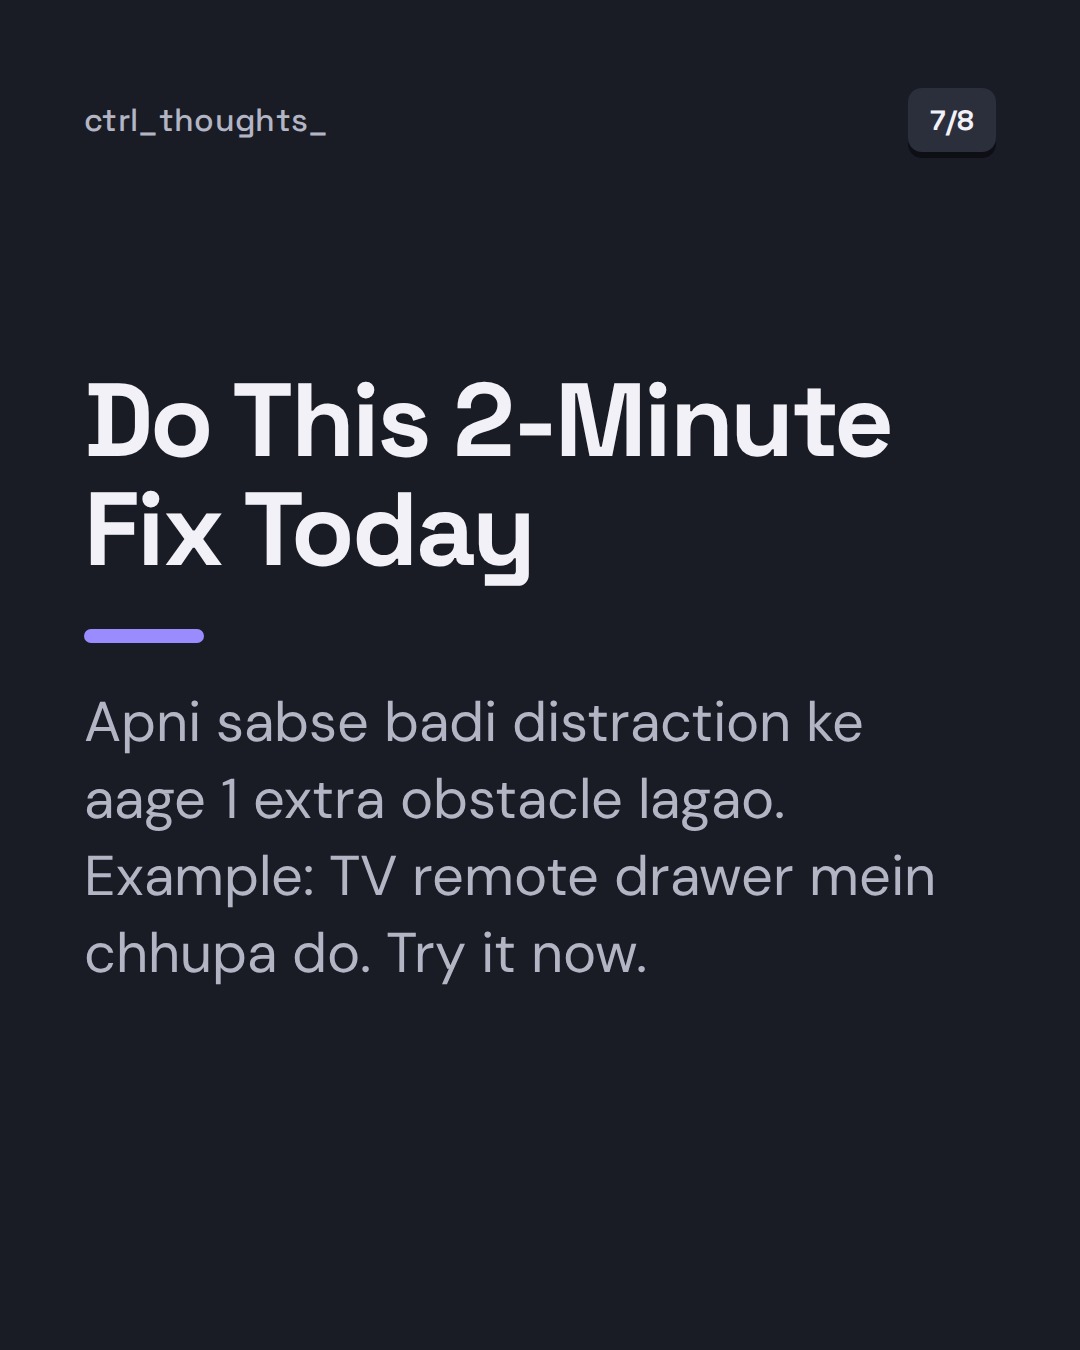 ctrl_thoughts_
7/8
Do This 2-Minute
Fix Today
Apni sabse badi distraction ke
aage 1 extra obstacle lagao.
Example: TV remote drawer mein
chhupa do. Try it now.